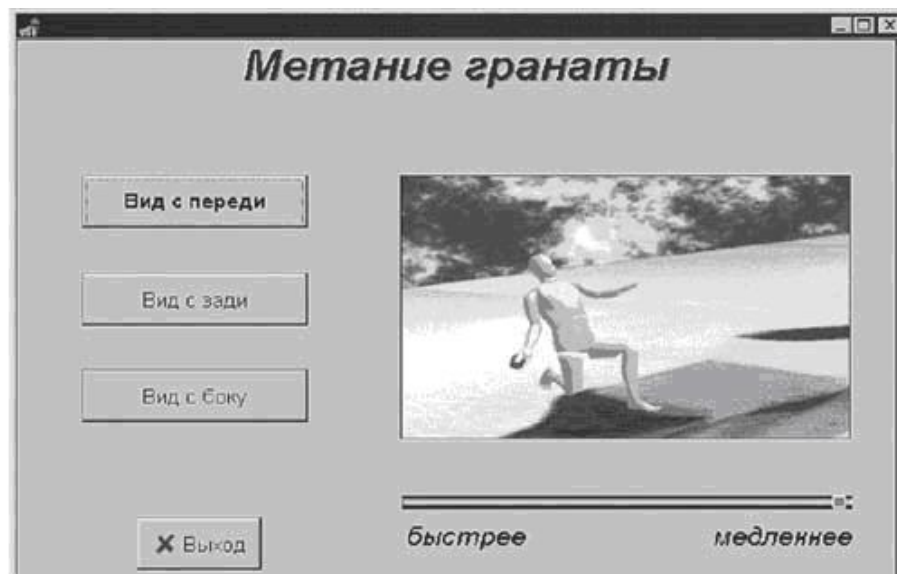 Метание гранаты
Вид с переди
Вид с зади
Вид с боку
Выход
быстрее медленнее